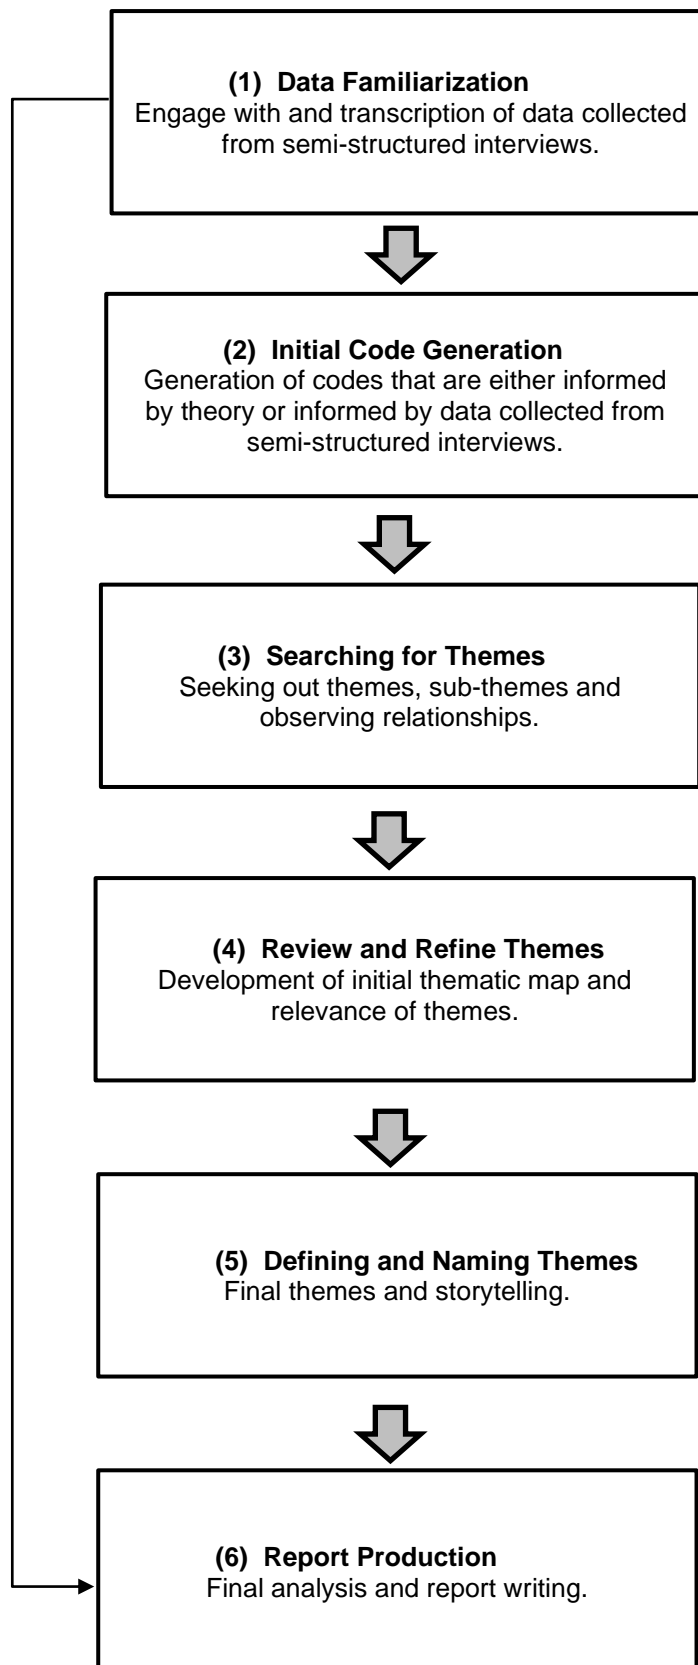 (1) Data Familiarization
Engage with and transcription of data collected
from semi-structured interviews.
(2) Initial Code Generation
Generation of codes that are either informed
by theory or informed by data collected from
semi-structured interviews.
(3) Searching for Themes
Seeking out themes, sub-themes and
observing relationships.
(4) Review and Refine Themes
Development of initial thematic map and
relevance of themes.
(5) Defining and Naming Themes
Final themes and storytelling.
(6) Report Production
Final analysis and report writing.